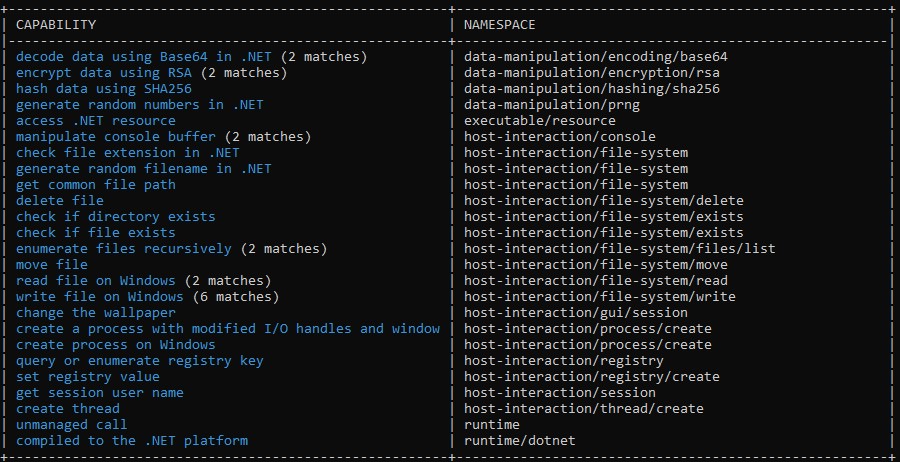 CAPABILITY | NAMESPACE
decode data using Base64 in .NET (2 matches) | data-manipulation/encoding/base64
encrypt data using RSA (2 matches) | data-manipulation/encryption/rsa
hash data using SHA256 | data-manipulation/hashing/sha256
generate random numbers in .NET | data-manipulation/prng
access .NET resource | executable/resource
manipulate console buffer (2 matches) | host-interaction/console
check file extension in .NET | host-interaction/file-system
generate random filename in .NET | host-interaction/file-system
get common file path | host-interaction/file-system
delete file | host-interaction/file-system/delete
check if directory exists | host-interaction/file-system/exists
check if file exists | host-interaction/file-system/exists
enumerate files recursively (2 matches) | host-interaction/file-system/files/list
move file | host-interaction/file-system/move
read file on Windows (2 matches) | host-interaction/file-system/read
write file on Windows (6 matches) | host-interaction/file-system/write
change the wallpaper | host-interaction/gui/session
create a process with modified I/O handles and window | host-interaction/process/create
create process on Windows | host-interaction/process/create
query or enumerate registry key | host-interaction/registry
set registry value | host-interaction/registry/create
get session user name | host-interaction/session
create thread | host-interaction/thread/create
unmanaged call | runtime
compiled to the .NET platform | runtime/dotnet